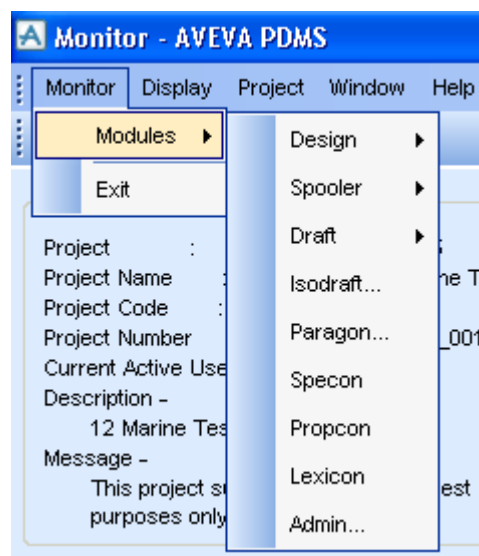 Monitor - AVEVA PDMS
Monitor Display Project Window Help
Modules
Exit
Design
Spooler
Draft
Isodraft...
Paragon...
Specon
Propcon
Lexicon
Admin...
Project :
Project Name
Project Code :
Project Number _001
Current Active Use
Description -
12 Marine Tes
Message -
This project s est
purposes only